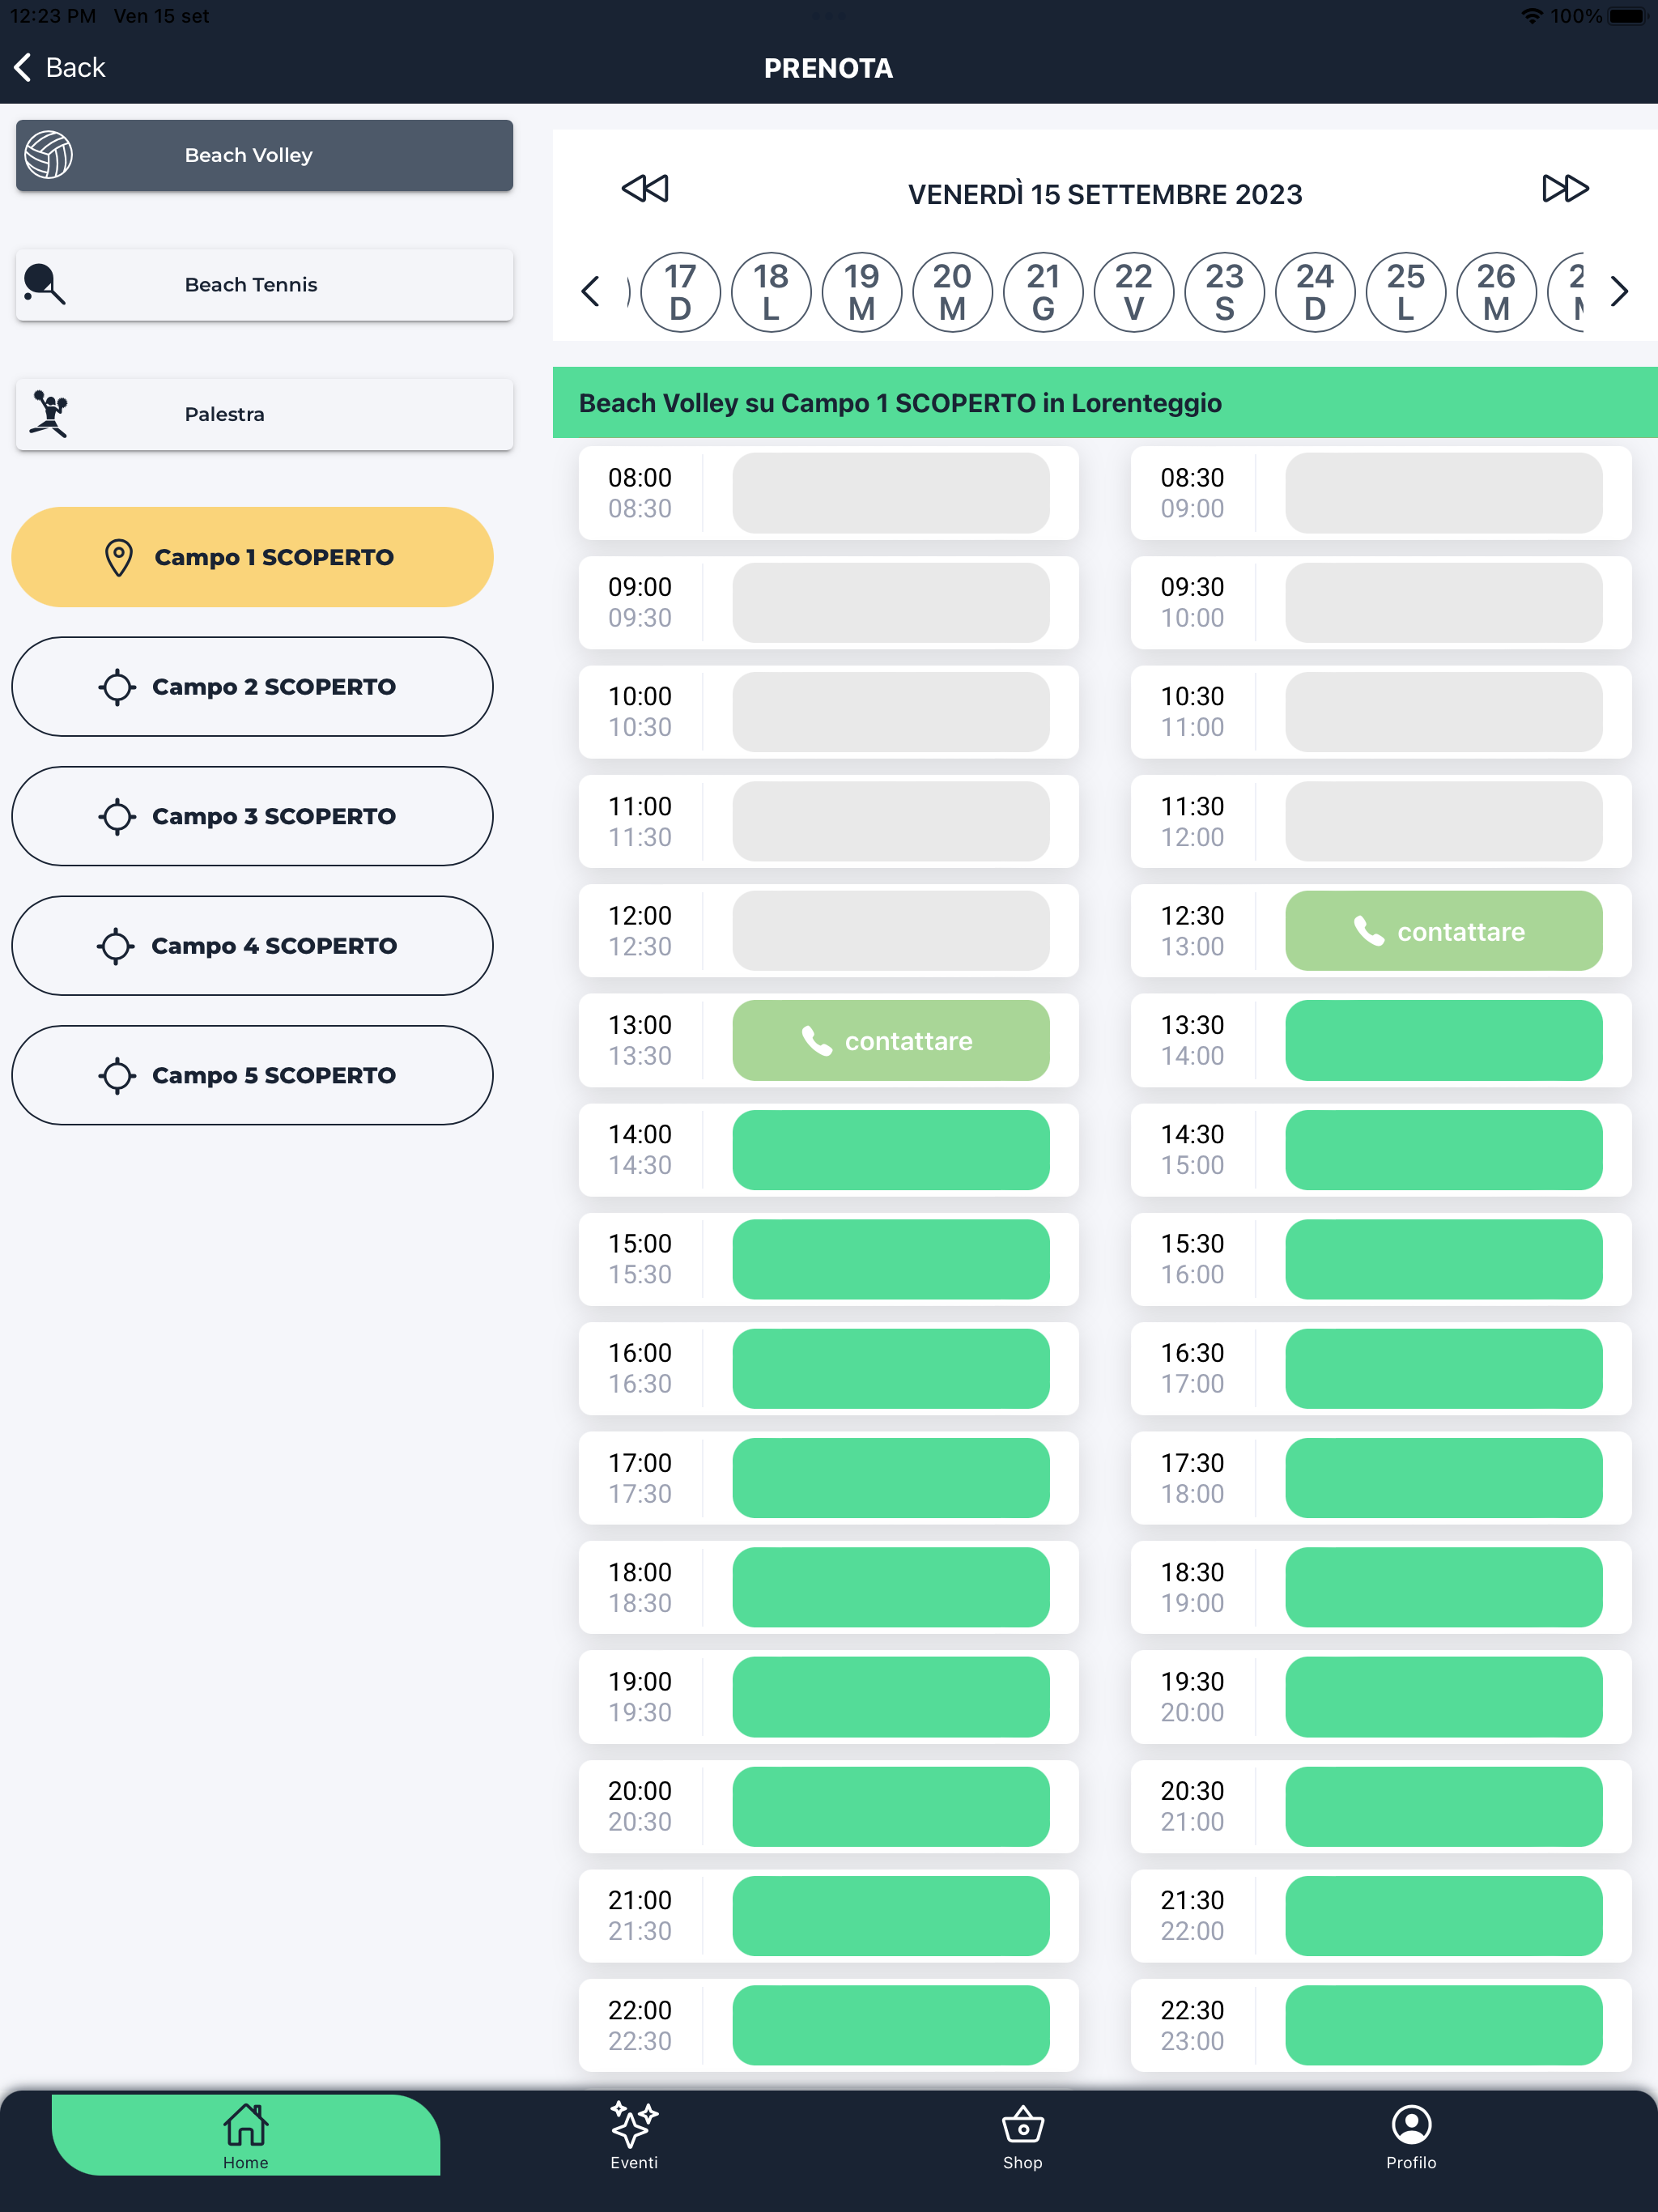 12:23 PM Ven 15 set
100%
Back
PRENOTA
Beach Volley
Beach Tennis
Palestra
Campo 1 SCOPERTO
Campo 2 SCOPERTO
Campo 3 SCOPERTO
Campo 4 SCOPERTO
Campo 5 SCOPERTO
VENERDÌ 15 SETTEMBRE 2023
17 18 19 20 21 22 23 24 25 26
D L M M G V S D L M
Beach Volley su Campo 1 SCOPERTO in Lorenteggio
08:00 08:30
08:30 09:00
09:00 09:30
09:30 10:00
10:00 10:30
10:30 11:00
11:00 11:30
11:30 12:00
12:00 12:30 contattare
12:30 13:00
13:00 contattare 13:30
13:30 14:00
14:00 14:30
14:30 15:00
15:00 15:30
15:30 16:00
16:00 16:30
16:30 17:00
17:00 17:30
17:30 18:00
18:00 18:30
18:30 19:00
19:00 19:30
19:30 20:00
20:00 20:30
20:30 21:00
21:00 21:30
21:30 22:00
22:00 22:30
22:30 23:00
Home Eventi Shop Profilo